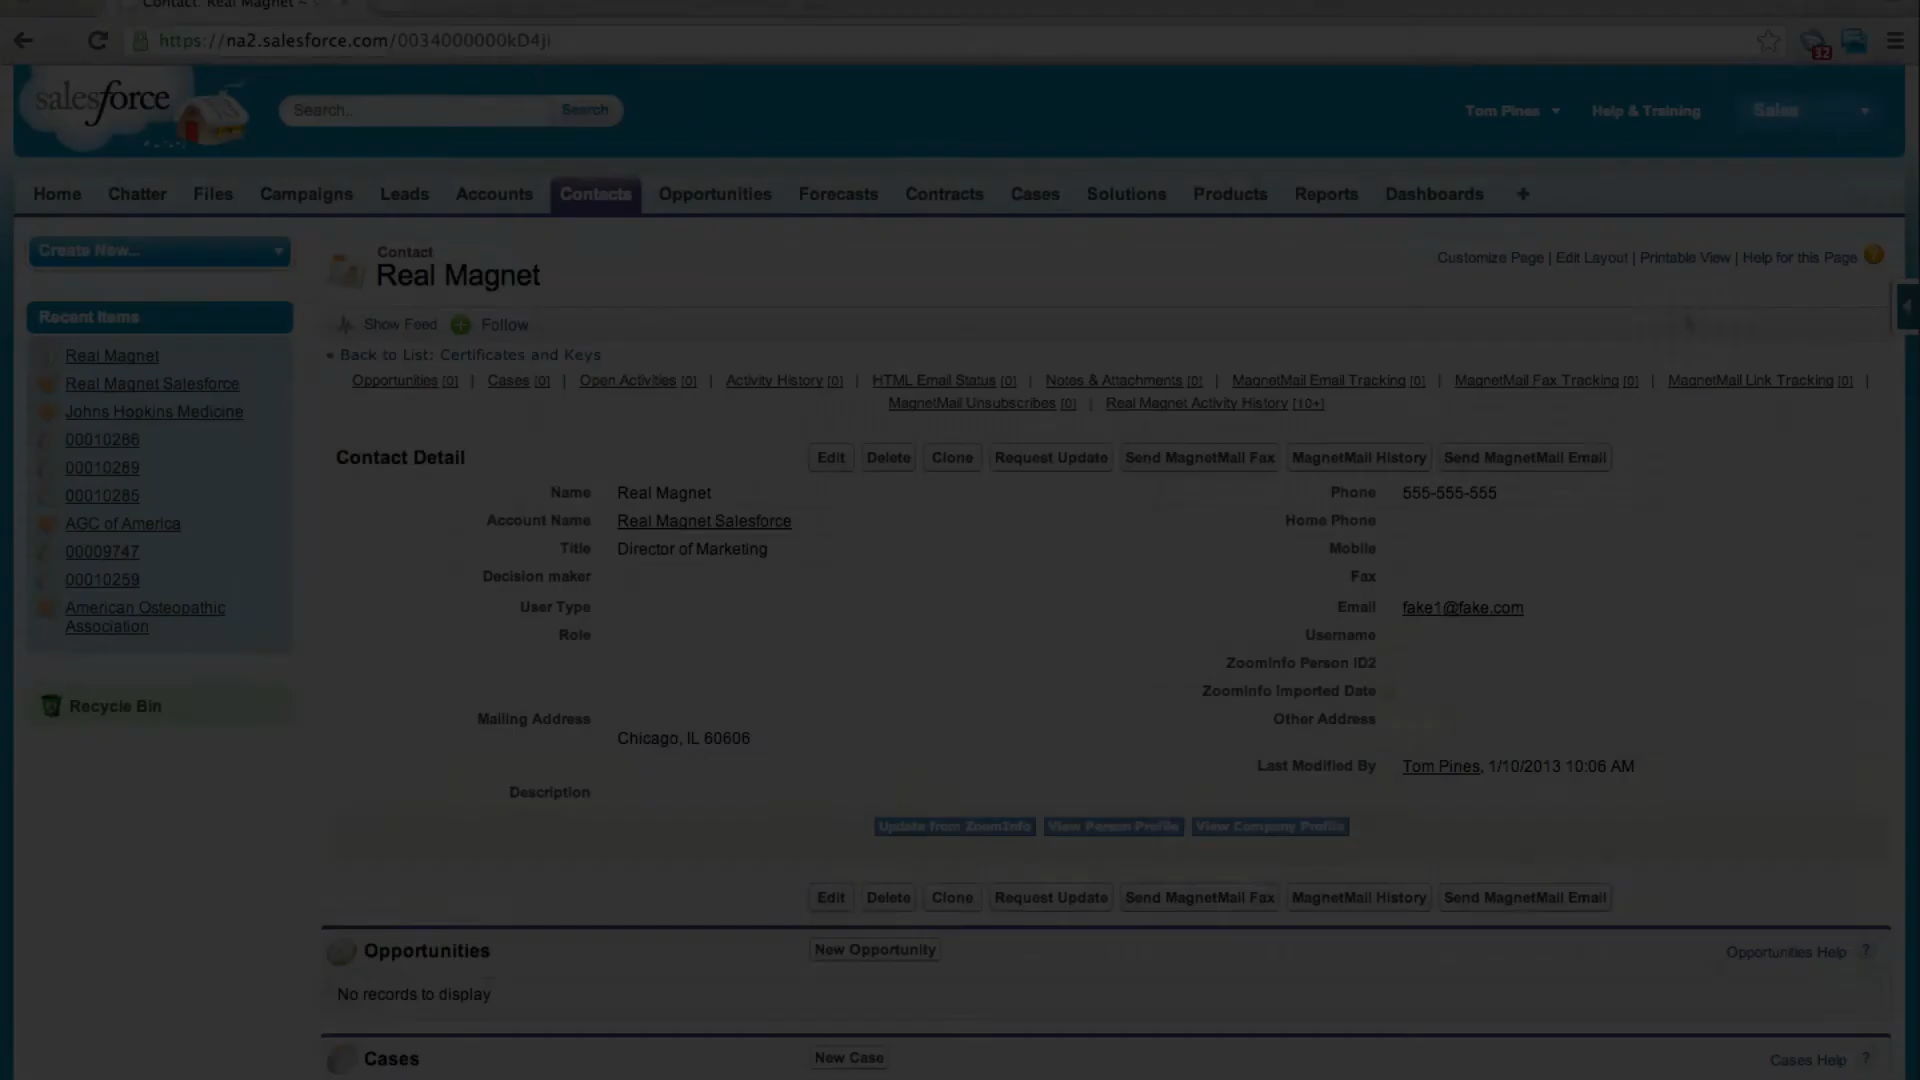 Contact: Real Magnet ~
https://na2.salesforce.com/0034000000kD4ji
32
salesforce
Search...
Search
Tom Pines
Help & Training
Sales
Home
Chatter
Files
Campaigns
Leads
Accounts
Contacts
Opportunities
Forecasts
Contracts
Cases
Solutions
Products
Reports
Dashboards
+
Create New...
Recent Items
Real Magnet
Real Magnet Salesforce
Johns Hopkins Medicine
00010286
00010289
00010285
AGC of America
00009747
00010259
American Osteopathic
Association
Recycle Bin
Contact
Real Magnet
Customize Page | Edit Layout | Printable View | Help for this Page
Show Feed
Follow
« Back to List: Certificates and Keys
Opportunities [0] | Cases [0] | Open Activities [0] | Activity History [0] | HTML Email Status [0] | Notes & Attachments [0] | MagnetMail Email Tracking [0] | MagnetMail Fax Tracking [0] | MagnetMail Link Tracking [0] |
MagnetMail Unsubscribes [0] | Real Magnet Activity History [10+]
Contact Detail
Edit
Delete
Clone
Request Update
Send MagnetMail Fax
MagnetMail History
Send MagnetMail Email
Name Real Magnet
Phone 555-555-555
Account Name Real Magnet Salesforce
Home Phone
Title Director of Marketing
Mobile
Decision maker
Fax
User Type
Email fake1@fake.com
Role
Username
ZoomInfo Person ID2
ZoomInfo Imported Date
Mailing Address
Other Address
Chicago, IL 60606
Last Modified By Tom Pines, 1/10/2013 10:06 AM
Description
Update from ZoomInfo
View Person Profile
View Company Profile
Edit
Delete
Clone
Request Update
Send MagnetMail Fax
MagnetMail History
Send MagnetMail Email
Opportunities
New Opportunity
Opportunities Help ?
No records to display
Cases
New Case
Cases Help ?